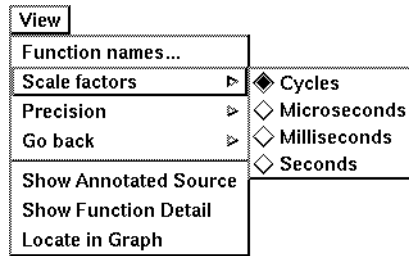 View
Function names...
Scale factors
Precision
Go back
Show Annotated Source
Show Function Detail
Locate in Graph
Cycles
Microseconds
Milliseconds
Seconds